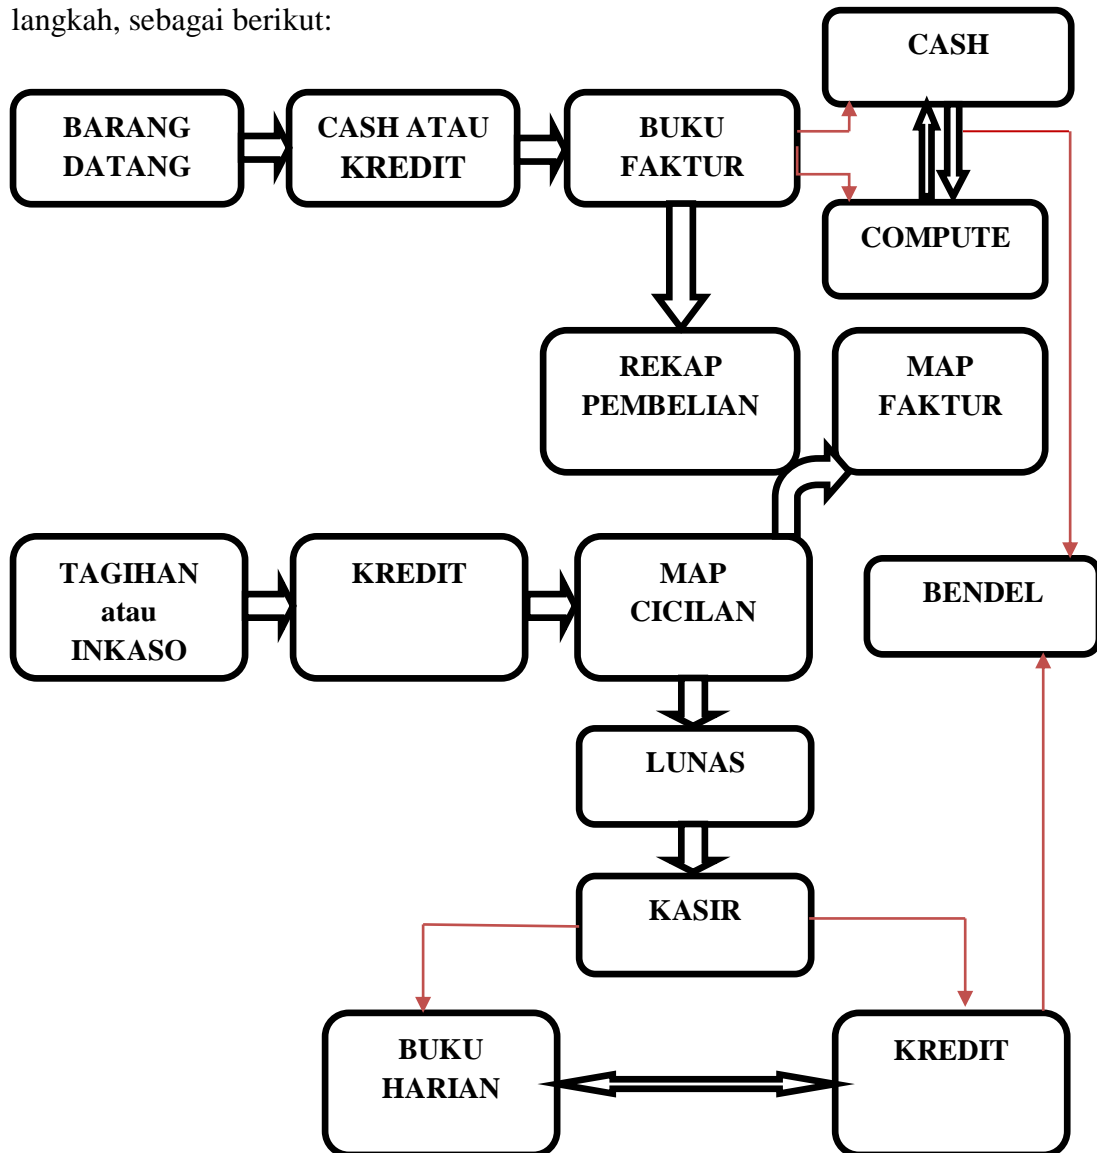 langkah, sebagai berikut:
CASH
BARANG
DATANG
CASH ATAU
KREDIT
BUKU
FAKTUR
COMPUTE
REKAP
PEMBELIAN
MAP
FAKTUR
TAGIHAN
atau
INKASO
KREDIT
MAP
CICILAN
BENDEL
LUNAS
KASIR
BUKU
HARIAN
KREDIT